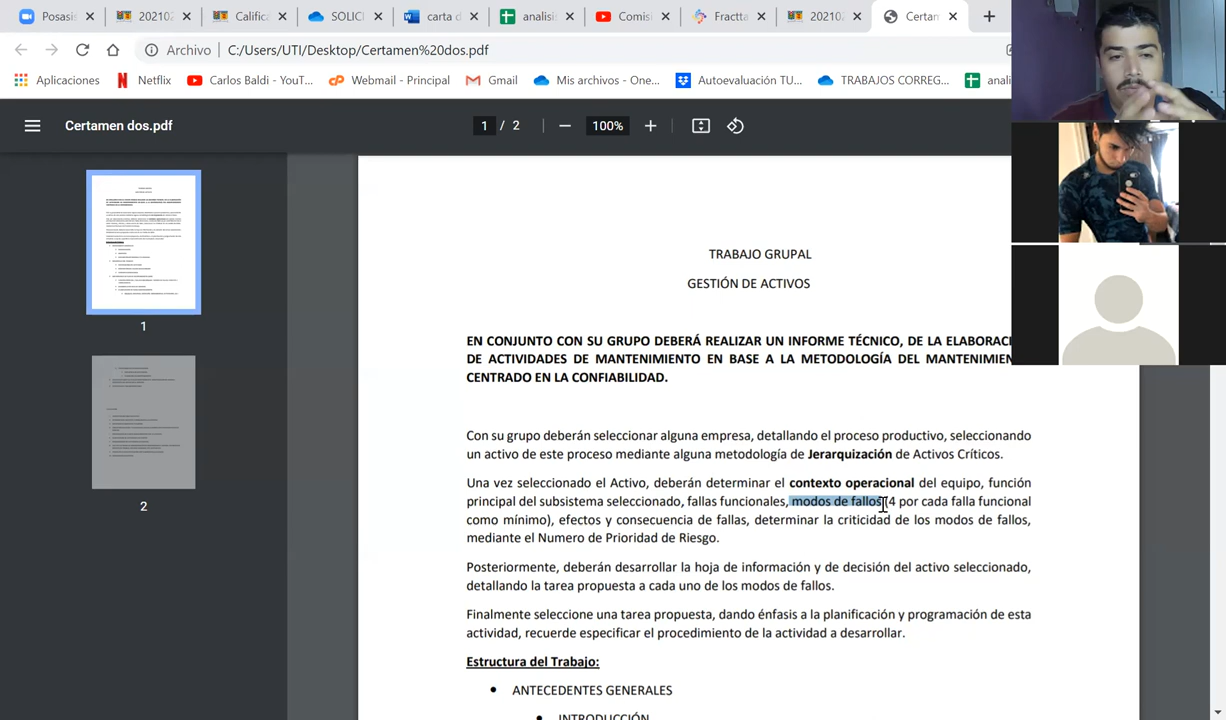 Posasis
202102
Califica
SOLICI
carta d
analisis
Comisi
Fractta
202102
Certam
Archivo C:/Users/UTI/Desktop/Certamen%20dos.pdf
Aplicaciones Netflix Carlos Baldi - YouT... Webmail - Principal Gmail Mis archivos - One... Autoevaluación TU... TRABAJOS CORREG... anali
Certamen dos.pdf 1 / 2 100%
1
2
TRABAJO GRUPAL
GESTIÓN DE ACTIVOS
EN CONJUNTO CON SU GRUPO DEBERÁ REALIZAR UN INFORME TÉCNICO, DE LA ELABORACI
DE ACTIVIDADES DE MANTENIMIENTO EN BASE A LA METODOLOGÍA DEL MANTENIMIEN
CENTRADO EN LA CONFIABILIDAD.
Con su grupo deberán seleccionar alguna empresa, detallando el proceso productivo, seleccionando
un activo de este proceso mediante alguna metodología de Jerarquización de Activos Críticos.
Una vez seleccionado el Activo, deberán determinar el contexto operacional del equipo, función
principal del subsistema seleccionado, fallas funcionales, modos de fallos (4 por cada falla funcional
como mínimo), efectos y consecuencia de fallas, determinar la criticidad de los modos de fallos,
mediante el Numero de Prioridad de Riesgo.
Posteriormente, deberán desarrollar la hoja de información y de decisión del activo seleccionado,
detallando la tarea propuesta a cada uno de los modos de fallos.
Finalmente seleccione una tarea propuesta, dando énfasis a la planificación y programación de esta
actividad, recuerde especificar el procedimiento de la actividad a desarrollar.
Estructura del Trabajo:
• ANTECEDENTES GENERALES
• INTRODUCCIÓN